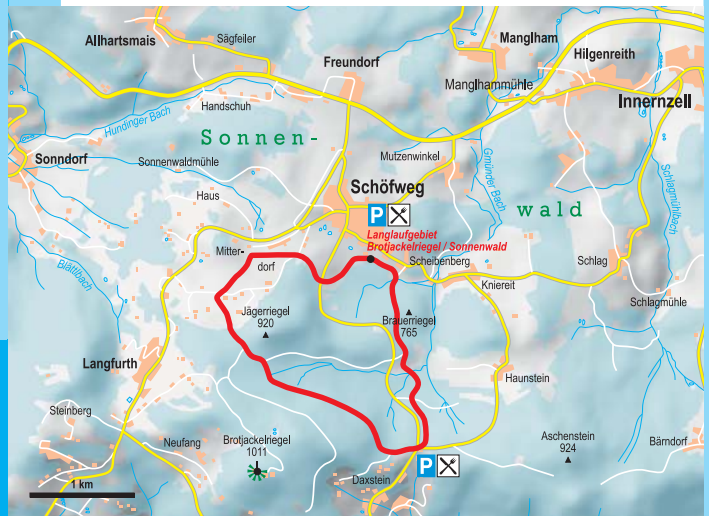 Allhartsmais
Sägfeiler
Manglham
Hilgenreith
Freundorf
Manglhammühle
Innernzell
Handschuh
Hundinger Bach
Sonnen-
Sonndorf
Sonnenwaldmühle
Mutzenwinkel
Gmünder Bach
Schlagmühlbach
Schöfweg
Haus
wald
P
Langlaufgebiet
Brotjackelriegel / Sonnenwald
Mitter-
dorf
Scheibenberg
Schlag
Blättbach
Kniereit
Schlagmühle
Jägerriegel
920
Brauerriegel
765
Langfurth
Haunstein
Steinberg
Neufang
Brotjackelriegel
1011
Aschenstein
924
Bärndorf
P
Daxstein
1 km